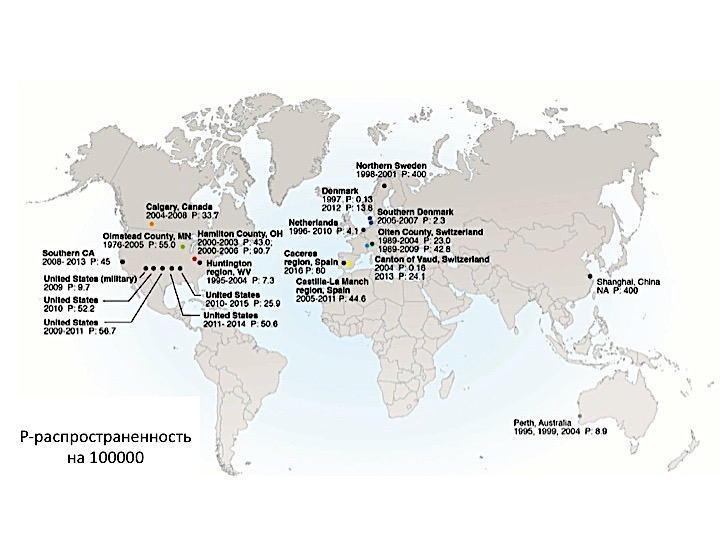 Northern Sweden
1998-2001 P: 400
Denmark
1997, P: 0.13
2012 P: 13.8
Calgary, Canada
2004-2008 P: 33.7
Southern Denmark
2005-2007 P: 2.3
Netherlands
1996- 2010 P: 4.1
Olmstead County, MN
1976-2005 P: 55.0
Hamilton County, OH
2000-2003 P: 43.0;
2000-2006 P: 90.7
Olten County, Switzerland
1989-2004 P: 23.0
1989-2009 P: 42.8
Southern CA
2008- 2013 P: 45
Caceres
region, Spain
2016 P: 60
Canton of Vaud, Switzerland
2004 P: 0.16
2013 P: 24.1
Huntington
region, WV
1995-2004 P: 7.3
United States (military)
2009 P: 9.7
Castilla-La Manch
region, Spain
2005-2011 P: 44.6
Shanghai, China
NA P: 400
United States
2010 P: 52.2
United States
2010- 2015 P: 25.9
United States
2009-2011 P: 56.7
United States
2011- 2014 P: 50.6
Perth, Australia
1995, 1999, 2004 P: 8.9
Р-распространенность
на 100000